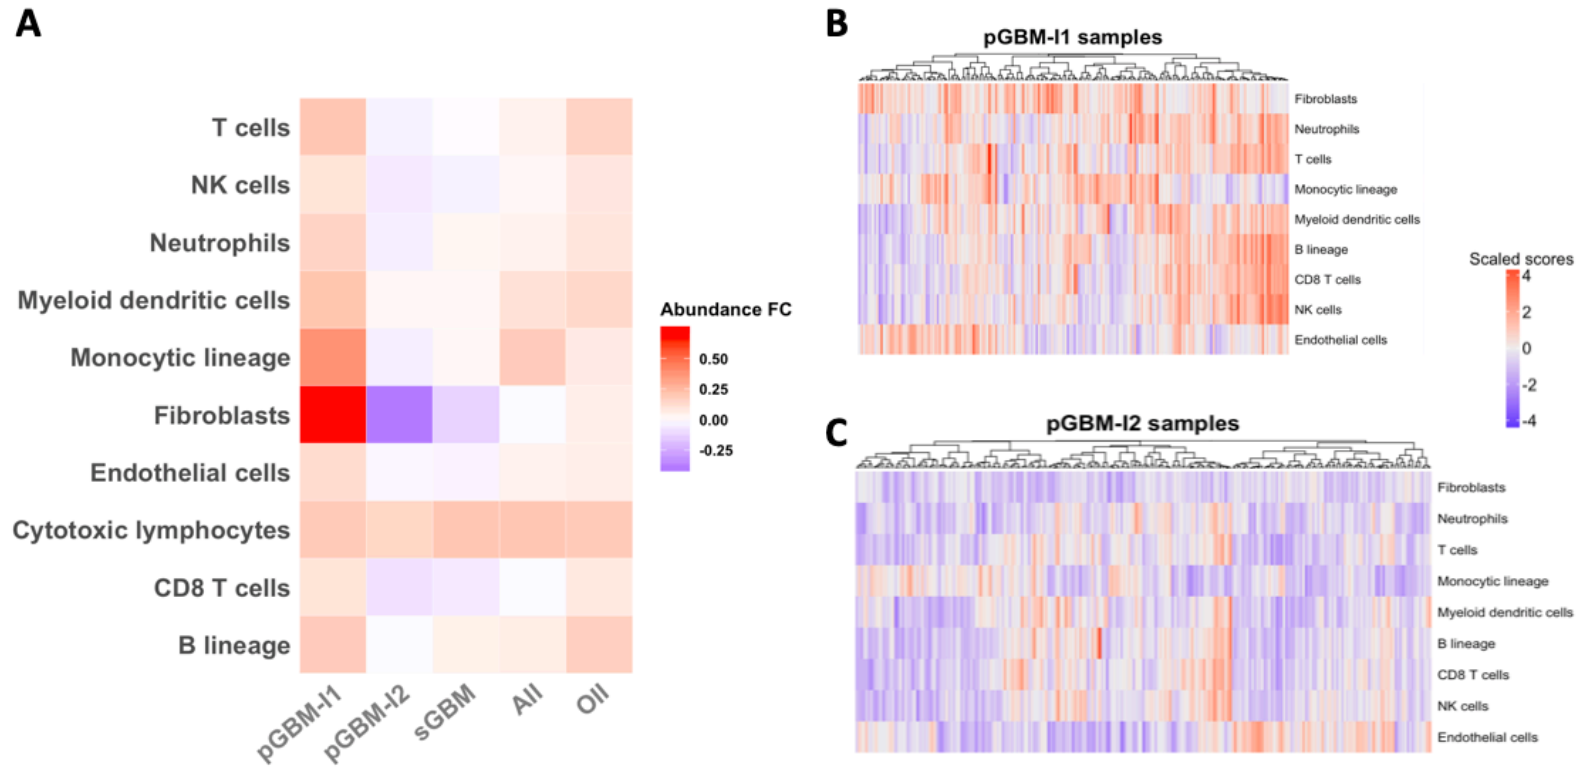 A
T cells
NK cells
Neutrophils
Myeloid dendritic cells
Monocytic lineage
Fibroblasts
Endothelial cells
Cytotoxic lymphocytes
CD8 T cells
B lineage
pGBM-I1
pGBM-I2
sGBM
AII
OII
Abundance FC
0.50
0.25
0.00
-0.25
B
pGBM-I1 samples
Fibroblasts
Neutrophils
T cells
Monocytic lineage
Myeloid dendritic cells
B lineage
CD8 T cells
NK cells
Endothelial cells
Scaled scores
4
2
0
-2
-4
C
pGBM-I2 samples
Fibroblasts
Neutrophils
T cells
Monocytic lineage
Myeloid dendritic cells
B lineage
CD8 T cells
NK cells
Endothelial cells